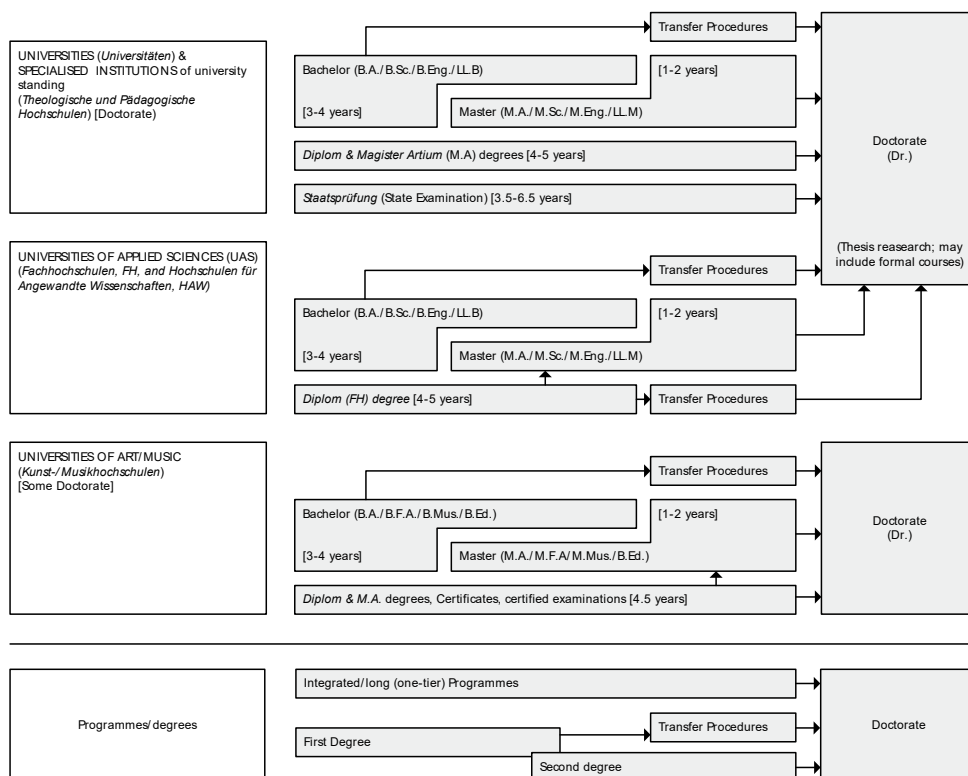 Transfer Procedures
UNIVERSITIES (Universitäten) &
SPECIALISED INSTITUTIONS of university
standing
(Theologische und Pädagogische
Hochschulen) [Doctorate)
Bachelor (B.A./B.Sc./B.Eng./LL.B)
[1-2 years]
[3-4 years]
Master (M.A./M.Sc./M.Eng./LL.M)
Diplom & Magister Artium (M.A) degrees [4-5 years]
Staatsprüfung (State Examination) [3.5-6.5 years]
Doctorate
(Dr.)
(Thesis reasearch; may
include formal courses)
UNIVERSITIES OF APPLIED SCIENCES (UAS)
(Fachhochschulen, FH, and Hochschulen für
Angewandte Wissenschaften, HAW)
Transfer Procedures
Bachelor (B.A./B.Sc./B.Eng./LL.B)
[1-2 years]
[3-4 years]
Master (M.A./M.Sc./M.Eng./LL.M)
Diplom (FH) degree [4-5 years]
Transfer Procedures
UNIVERSITIES OF ART/MUSIC
(Kunst-/Musikhochschulen)
[Some Doctorate]
Transfer Procedures
Bachelor (B.A./B.F.A./B.Mus./B.Ed.)
[1-2 years]
[3-4 years]
Master (M.A./M.F.A/M.Mus./B.Ed.)
Diplom & M.A. degrees, Certificates, certified examinations [4.5 years]
Doctorate
(Dr.)
Programmes/degrees
Integrated/long (one-tier) Programmes
Transfer Procedures
First Degree
Second degree
Doctorate